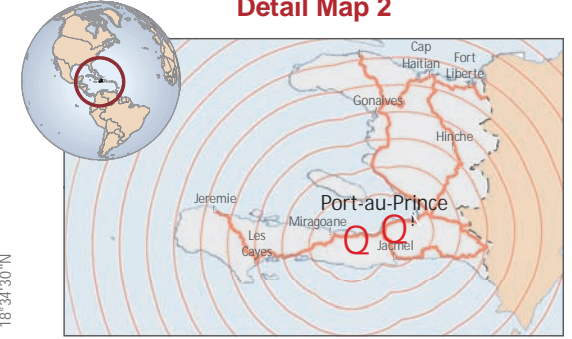 Detail Map 2
Cap
Haitian
Fort
Liberte
Gonaives
Hinche
Jeremie
Port-au-Prince
Miragoane
Les
Cayes
Jacmel
Q Q
18°34'30"N